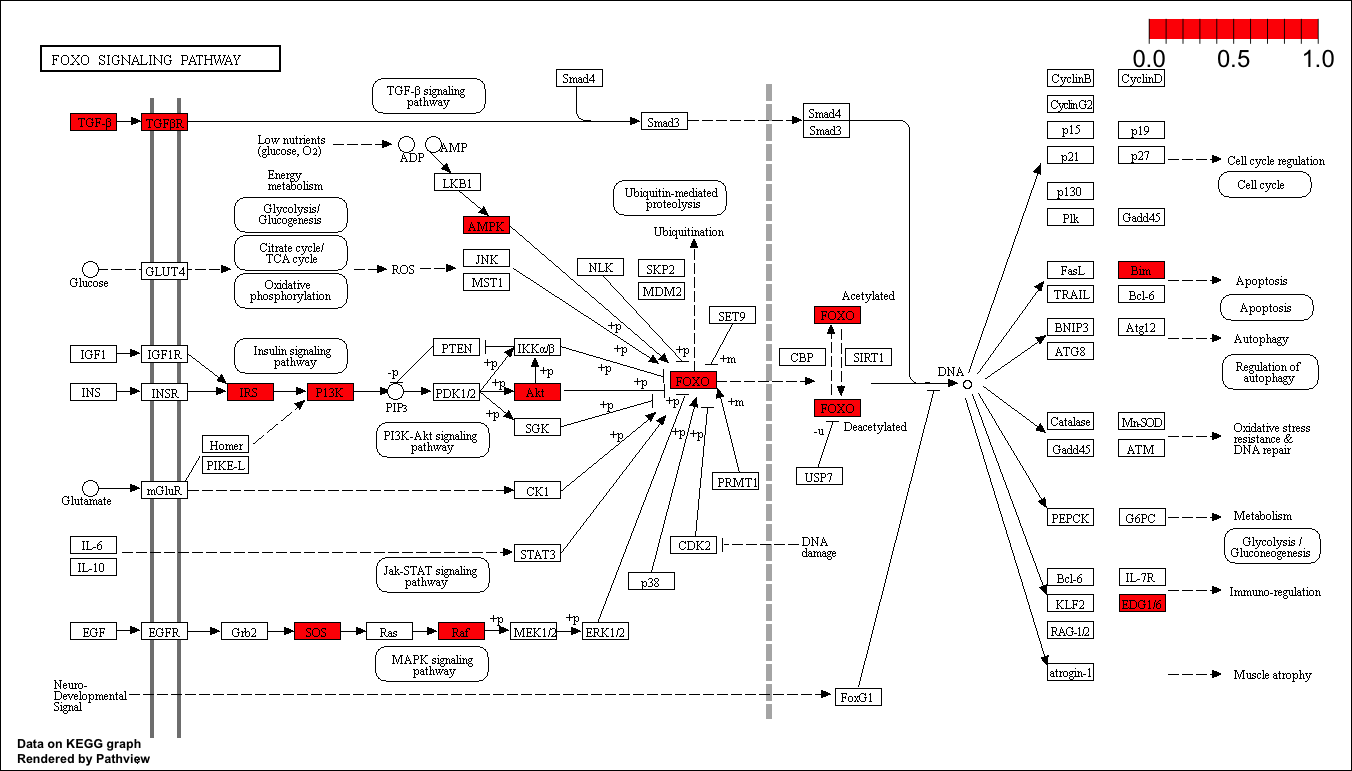 FOXO SIGNALING PATHWAY
0.0 0.5 1.0
TGF-β signaling
pathway
Smad4
CyclinB CyclinD
CyclinG2
TGF-β TGFβR
Smad3
Smad4
Smad3
p15 p19
Low nutrients
(glucose, O2)
ADP AMP
p21 p27
Cell cycle regulation
Cell cycle
LKB1
Energy
metabolism
p130
Ubiquitin-mediated
proteolysis
Glycolysis/
Glucogenesis
AMPK
Plk Gadd45
Ubiquitination
Citrate cycle/
TCA cycle
JNK
NLK SKP2
Glucose GLUT4
ROS
MST1
MDM2
FasL Bim
Apoptosis
Oxidative
phosphorylation
TRAIL Bcl-6
Apoptosis
Acetylated
FOXO
SET9
+p
BNIP3 Atg12
Autophagy
IGF1 IGF1R
Insulin signaling
pathway
PTEN IKKα/β
+p +p +m
CBP SIRT1
ATG8
Regulation of
autophagy
-p +p +p +p
INS INSR IRS PI3K
PIP3
PDK1/2 +p Akt
FOXO
DNA
+p +p +p +m
FOXO
-u Deacetylated
PI3K-Akt signaling
pathway
SGK
+p +p +p
Catalase Mn-SOD
Oxidative stress
resistance &
DNA repair
Gadd45 ATM
Homer
PIKE-L
USP7
Glutamate mGluR
CK1
PRMT1
PEPCK G6PC
Metabolism
Glycolysis /
Gluconeogenesis
IL-6
IL-10
STAT3
CDK2
DNA
damage
Jak-STAT signaling
pathway
p38
Bcl-6 IL-7R
Immuno-regulation
KLF2 EDG1/6
RAG-1/2
EGF EGFR Grb2 SOS Ras Raf +p MEK1/2 +p ERK1/2
MAPK signaling
pathway
atrogin-1
Muscle atrophy
Neuro-
Developmental
Signal
FoxG1
Data on KEGG graph
Rendered by Pathview